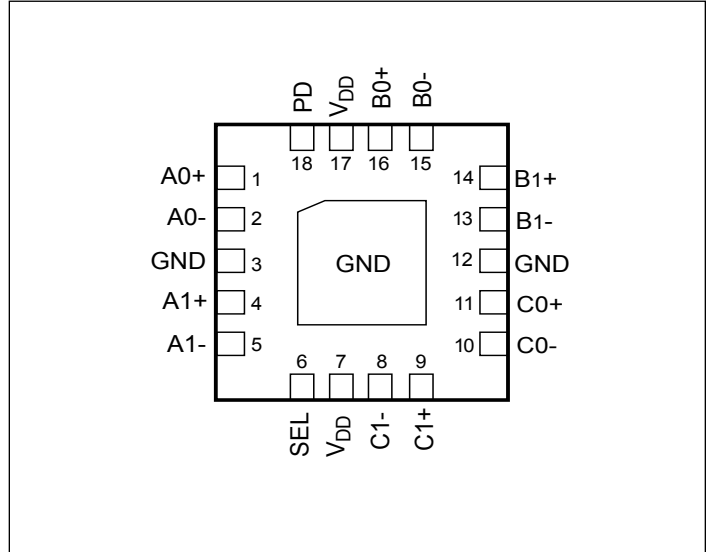 PD VDD B0+ B0-
18 17 16 15
A0+ 1 14 B1+
A0- 2 13 B1-
GND 3 GND 12 GND
A1+ 4 11 C0+
A1- 5 10 C0-
6 7 8 9
SEL VDD C1- C1+